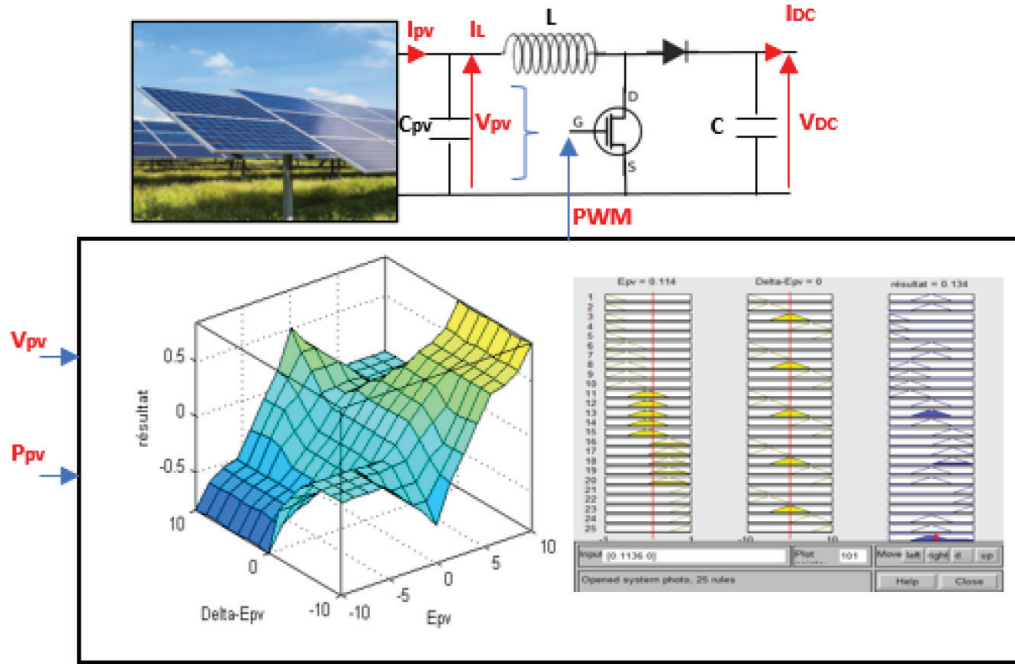 Ipv
IL
L
IDC
Cpv
Vpv
G
D
S
C
VDC
PWM
Vpv
Ppv
résultat
0.5
0
-0.5
10
0
-10
Delta-Epv
-10
-5
0
5
10
Epv
Epv = 0.114
Delta-Epv = 0
résultat = 0.134
1
2
3
4
5
6
7
8
9
10
11
12
13
14
15
16
17
18
19
20
21
22
23
24
25
1
-10
10
Input
[0.1136 0]
Plot
101
Move
left
right
d...
up
Opened system photo, 25 rules
Help
Close